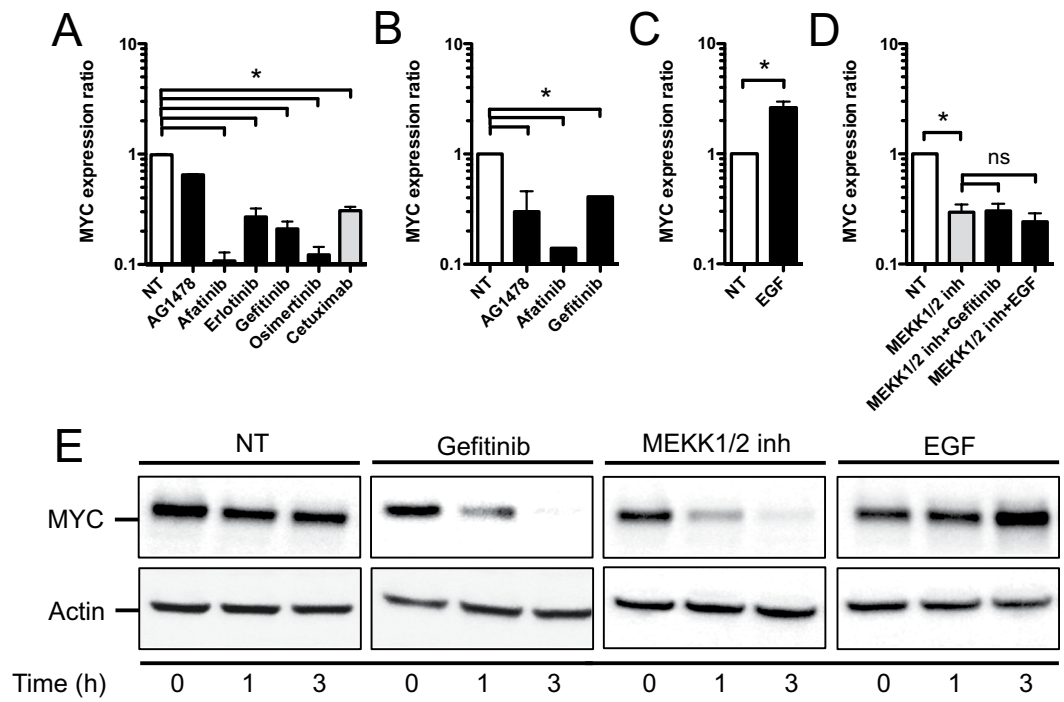 A
MYC expression ratio
10
1
0.1
*
NT
AG1478
Afatinib
Erlotinib
Gefitinib
Osimertinib
Cetuximab
B
MYC expression ratio
10
1
0.1
*
NT
AG1478
Afatinib
Gefitinib
C
MYC expression ratio
10
1
0.1
*
NT
EGF
D
MYC expression ratio
10
1
0.1
*
ns
NT
MEKK1/2 inh
MEKK1/2 inh+Gefitinib
MEKK1/2 inh+EGF
E
NT
Gefitinib
MEKK1/2 inh
EGF
MYC
Actin
Time (h) 0 1 3 0 1 3 0 1 3 0 1 3